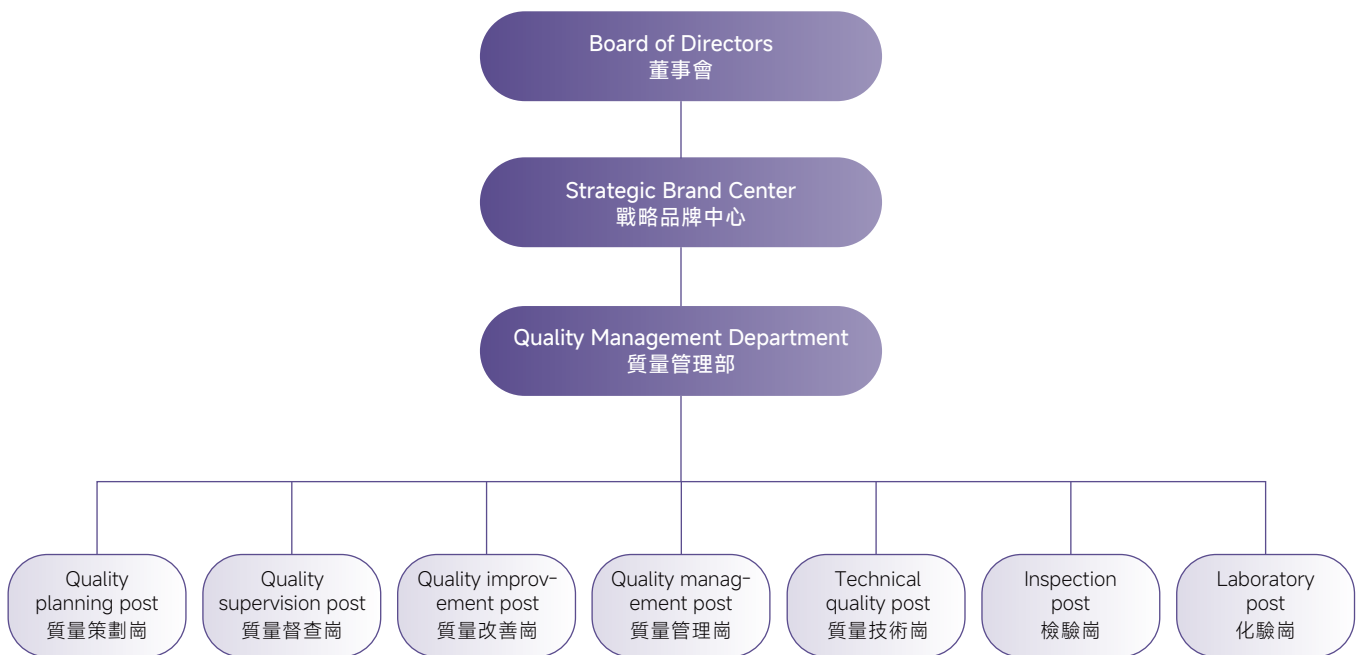 Board of Directors
董事會
Strategic Brand Center
戰略品牌中心
Quality Management Department
質量管理部
Quality
planning post
質量策劃崗
Quality
supervision post
質量督查崗
Quality improv-
ement post
質量改善崗
Quality manag-
ement post
質量管理崗
Technical
quality post
質量技術崗
Inspection
post
檢驗崗
Laboratory
post
化驗崗